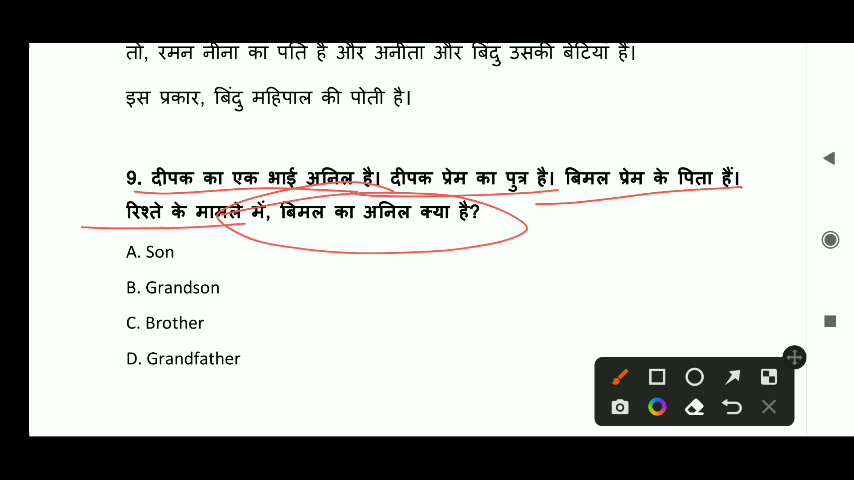 तो, रमन नीना का पति है और अनीता और बिंदु उसकी बेटियां हैं।
इस प्रकार, बिंदु महिपाल की पोती है।
9. दीपक का एक भाई अनिल है। दीपक प्रेम का पुत्र है। बिमल प्रेम के पिता हैं।
रिश्ते के मामले में, बिमल का अनिल क्या है?
A. Son
B. Grandson
C. Brother
D. Grandfather